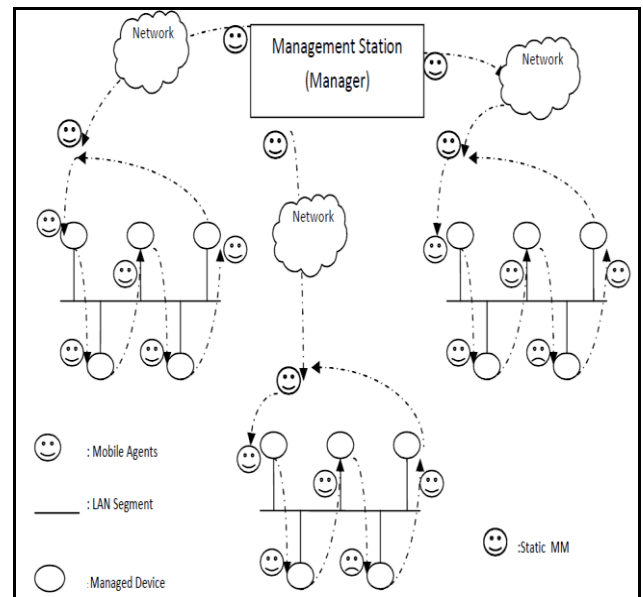 Network
Management Station
(Manager)
Network
Network
: Mobile Agents
: LAN Segment
:Static MM
: Managed Device